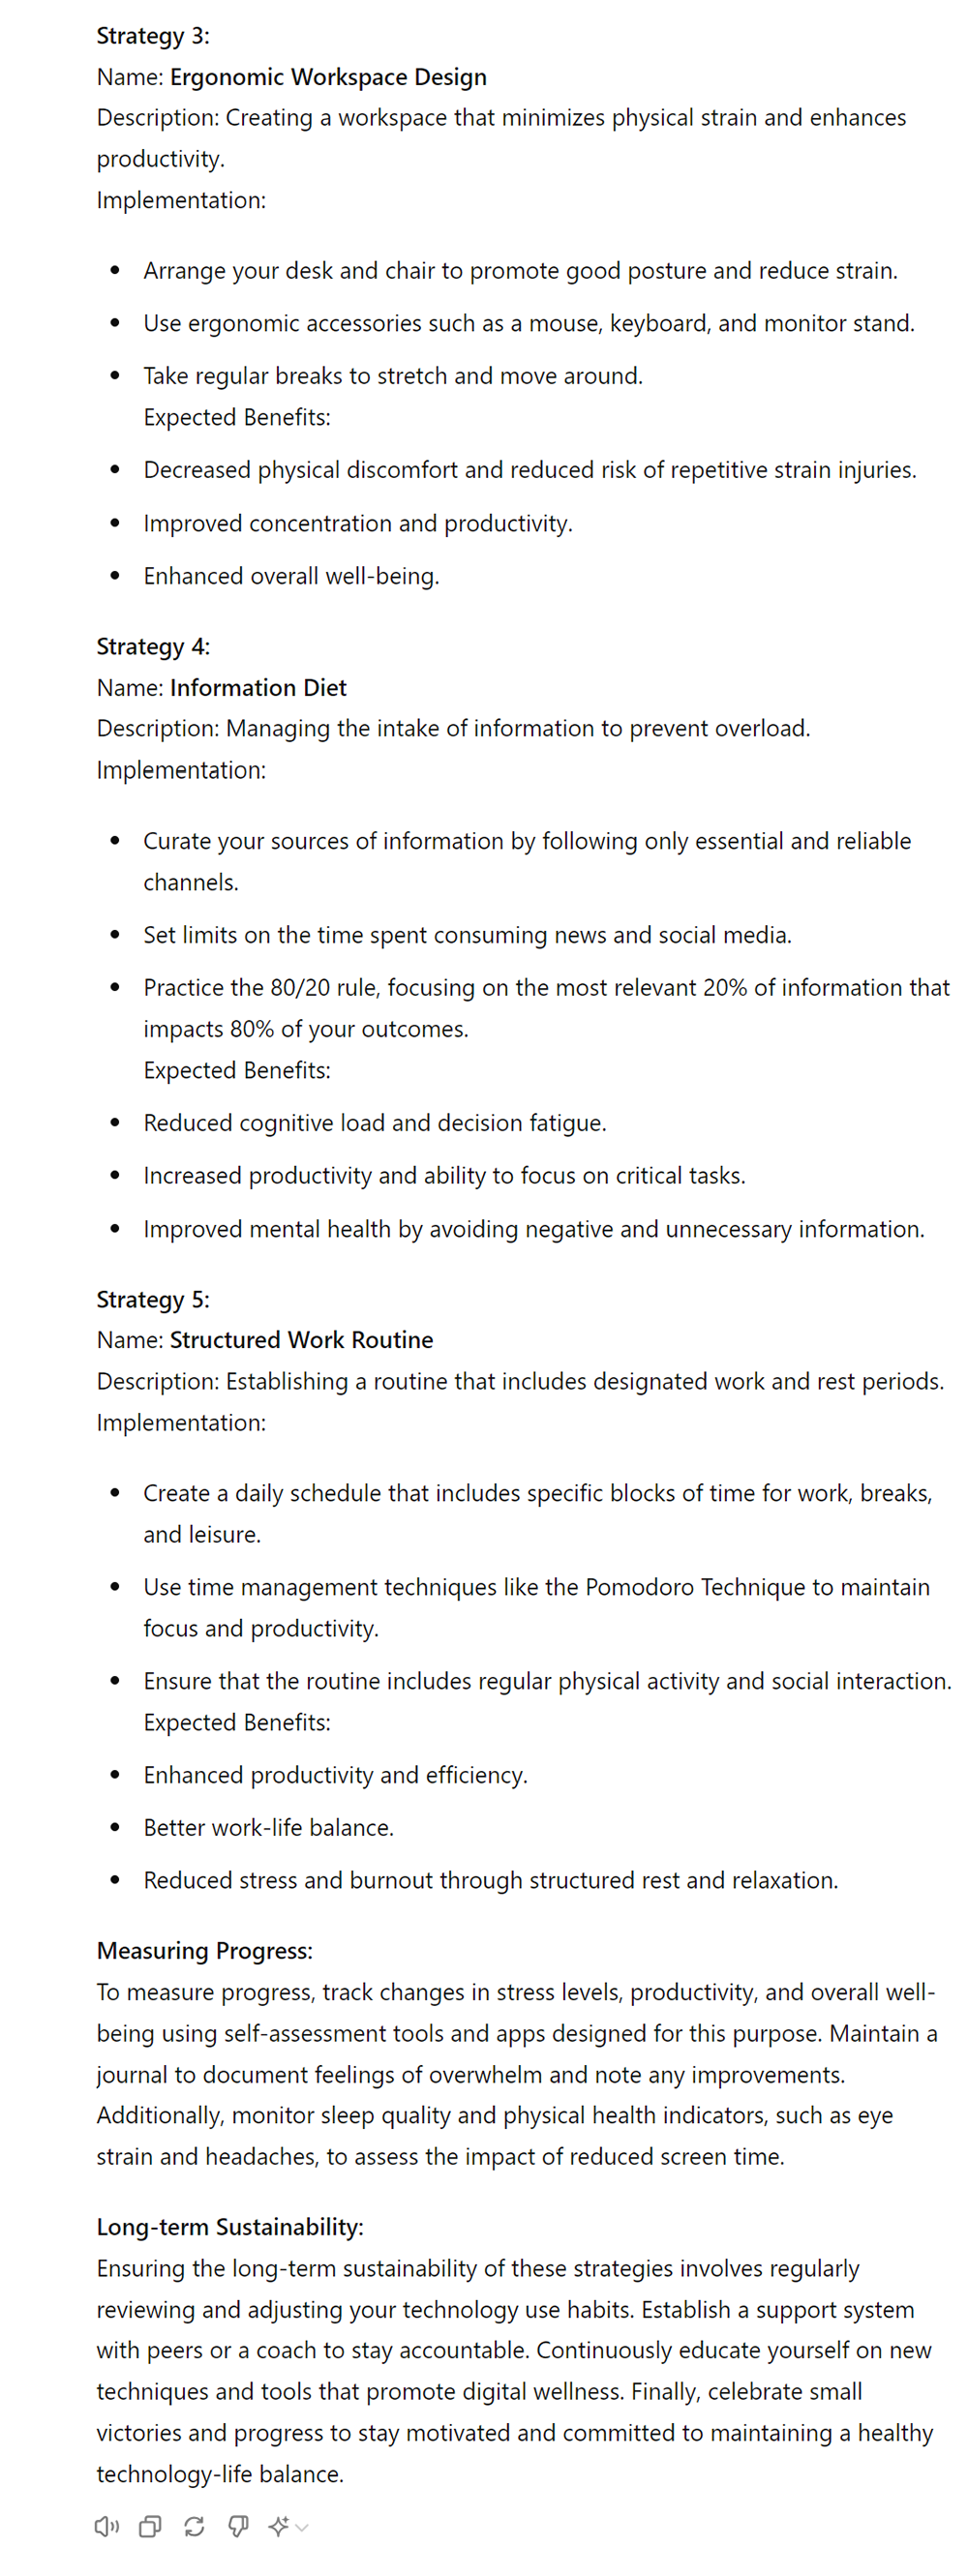 Strategy 3:
Name: Ergonomic Workspace Design
Description: Creating a workspace that minimizes physical strain and enhances
productivity.
Implementation:
• Arrange your desk and chair to promote good posture and reduce strain.
• Use ergonomic accessories such as a mouse, keyboard, and monitor stand.
• Take regular breaks to stretch and move around.
Expected Benefits:
• Decreased physical discomfort and reduced risk of repetitive strain injuries.
• Improved concentration and productivity.
• Enhanced overall well-being.
Strategy 4:
Name: Information Diet
Description: Managing the intake of information to prevent overload.
Implementation:
• Curate your sources of information by following only essential and reliable
channels.
• Set limits on the time spent consuming news and social media.
• Practice the 80/20 rule, focusing on the most relevant 20% of information that
impacts 80% of your outcomes.
Expected Benefits:
• Reduced cognitive load and decision fatigue.
• Increased productivity and ability to focus on critical tasks.
• Improved mental health by avoiding negative and unnecessary information.
Strategy 5:
Name: Structured Work Routine
Description: Establishing a routine that includes designated work and rest periods.
Implementation:
• Create a daily schedule that includes specific blocks of time for work, breaks,
and leisure.
• Use time management techniques like the Pomodoro Technique to maintain
focus and productivity.
• Ensure that the routine includes regular physical activity and social interaction.
Expected Benefits:
• Enhanced productivity and efficiency.
• Better work-life balance.
• Reduced stress and burnout through structured rest and relaxation.
Measuring Progress:
To measure progress, track changes in stress levels, productivity, and overall well-
being using self-assessment tools and apps designed for this purpose. Maintain a
journal to document feelings of overwhelm and note any improvements.
Additionally, monitor sleep quality and physical health indicators, such as eye
strain and headaches, to assess the impact of reduced screen time.
Long-term Sustainability:
Ensuring the long-term sustainability of these strategies involves regularly
reviewing and adjusting your technology use habits. Establish a support system
with peers or a coach to stay accountable. Continuously educate yourself on new
techniques and tools that promote digital wellness. Finally, celebrate small
victories and progress to stay motivated and committed to maintaining a healthy
technology-life balance.